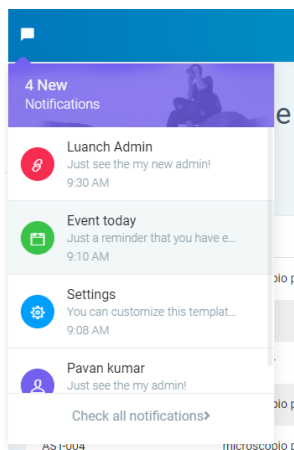 4 New
Notifications
e
Luanch Admin
Just see the my new admin!
9:30 AM
Event today
Just a reminder that you have e...
9:10 AM
Settings
You can customize this templat...
9:08 AM
Pavan kumar
Just see the my admin!
Check all notifications
AST-004
microscopio p